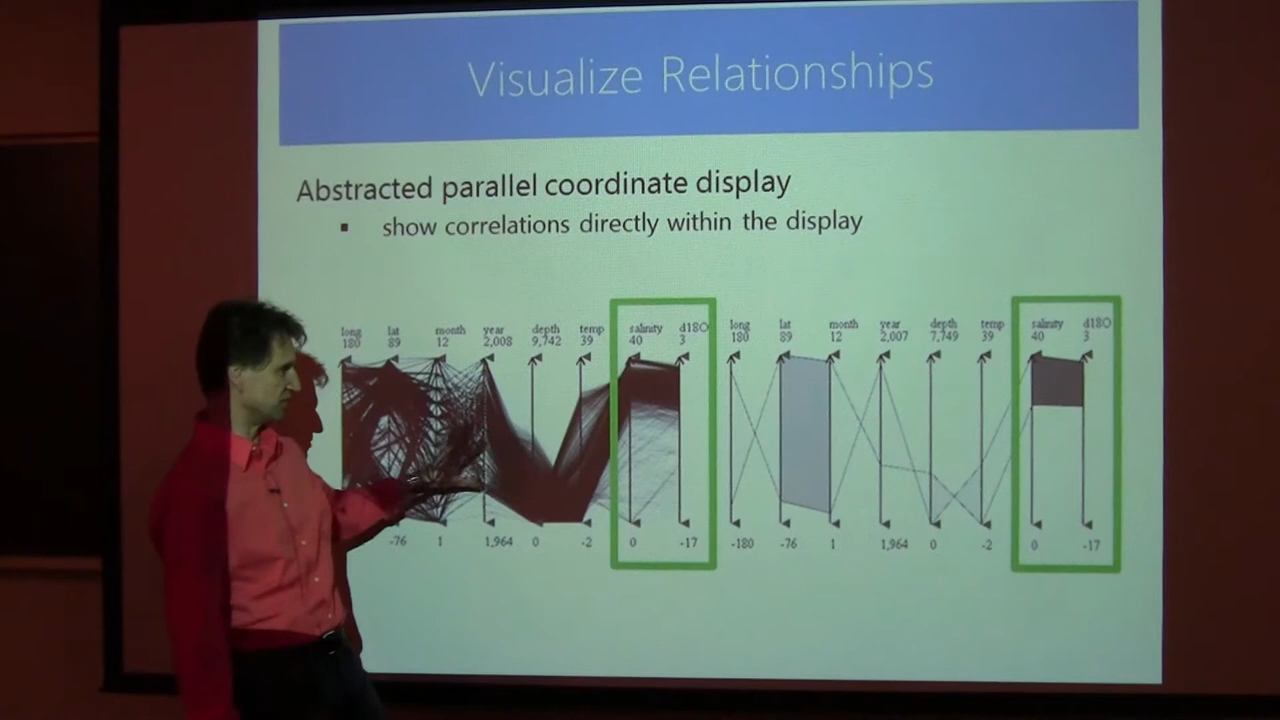 Visualize Relationships
Abstracted parallel coordinate display
▪ show correlations directly within the display
long lat month year depth temp salinity d18O long lat month year depth temp salinity d18O
180 89 12 2,008 9,742 39 40 3 180 89 12 2,007 7,749 39 40 3
-76 1 1,964 0 -2 0 -17 -180 -76 1 1,964 0 -2 0 -17